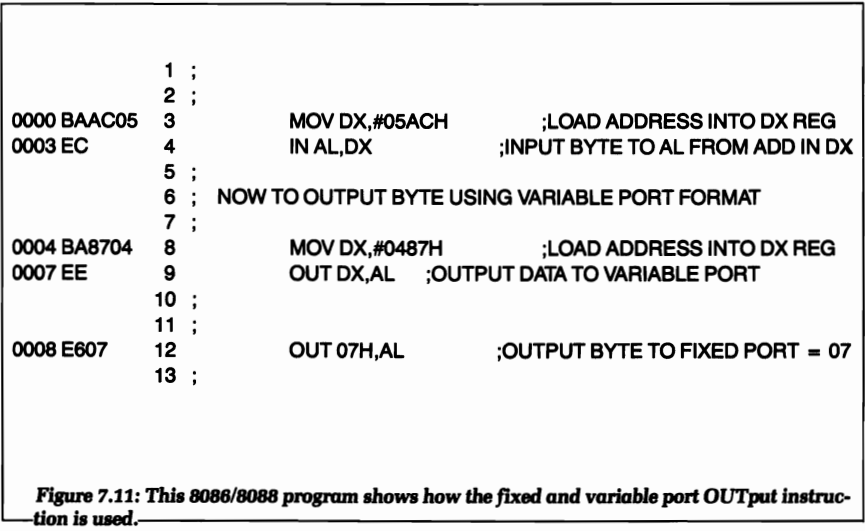 1 ;
2 ;
0000 BAAC05 3 MOV DX,#05ACH ;LOAD ADDRESS INTO DX REG
0003 EC 4 IN AL,DX ;INPUT BYTE TO AL FROM ADD IN DX
5 ;
6 ; NOW TO OUTPUT BYTE USING VARIABLE PORT FORMAT
7 ;
0004 BA8704 8 MOV DX,#0487H ;LOAD ADDRESS INTO DX REG
0007 EE 9 OUT DX,AL ;OUTPUT DATA TO VARIABLE PORT
10 ;
11 ;
0008 E607 12 OUT 07H,AL ;OUTPUT BYTE TO FIXED PORT = 07
13 ;
Figure 7.11: This 8086/8088 program shows how the fixed and variable port OUTput instruc-
tion is used.